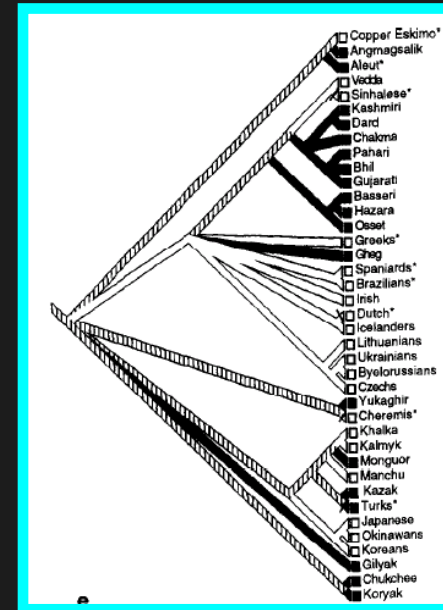 Copper Eskimo*
Angmagsalik
Aleut*
Vedda
Sinhalese*
Kashmiri
Dard
Chakma
Pahari
Bhil
Gujarati
Basseri
Hazara
Osset
Greeks*
Gheg
Spaniards*
Brazilians*
Irish
Dutch*
Icelanders
Lithuanians
Ukrainians
Byelorussians
Czechs
Yukaghir
Cheremis*
Khalka
Kalmyk
Monguor
Manchu
Kazak
Turks*
Japanese
Okinawans
Koreans
Gilyak
Chukchee
Koryak